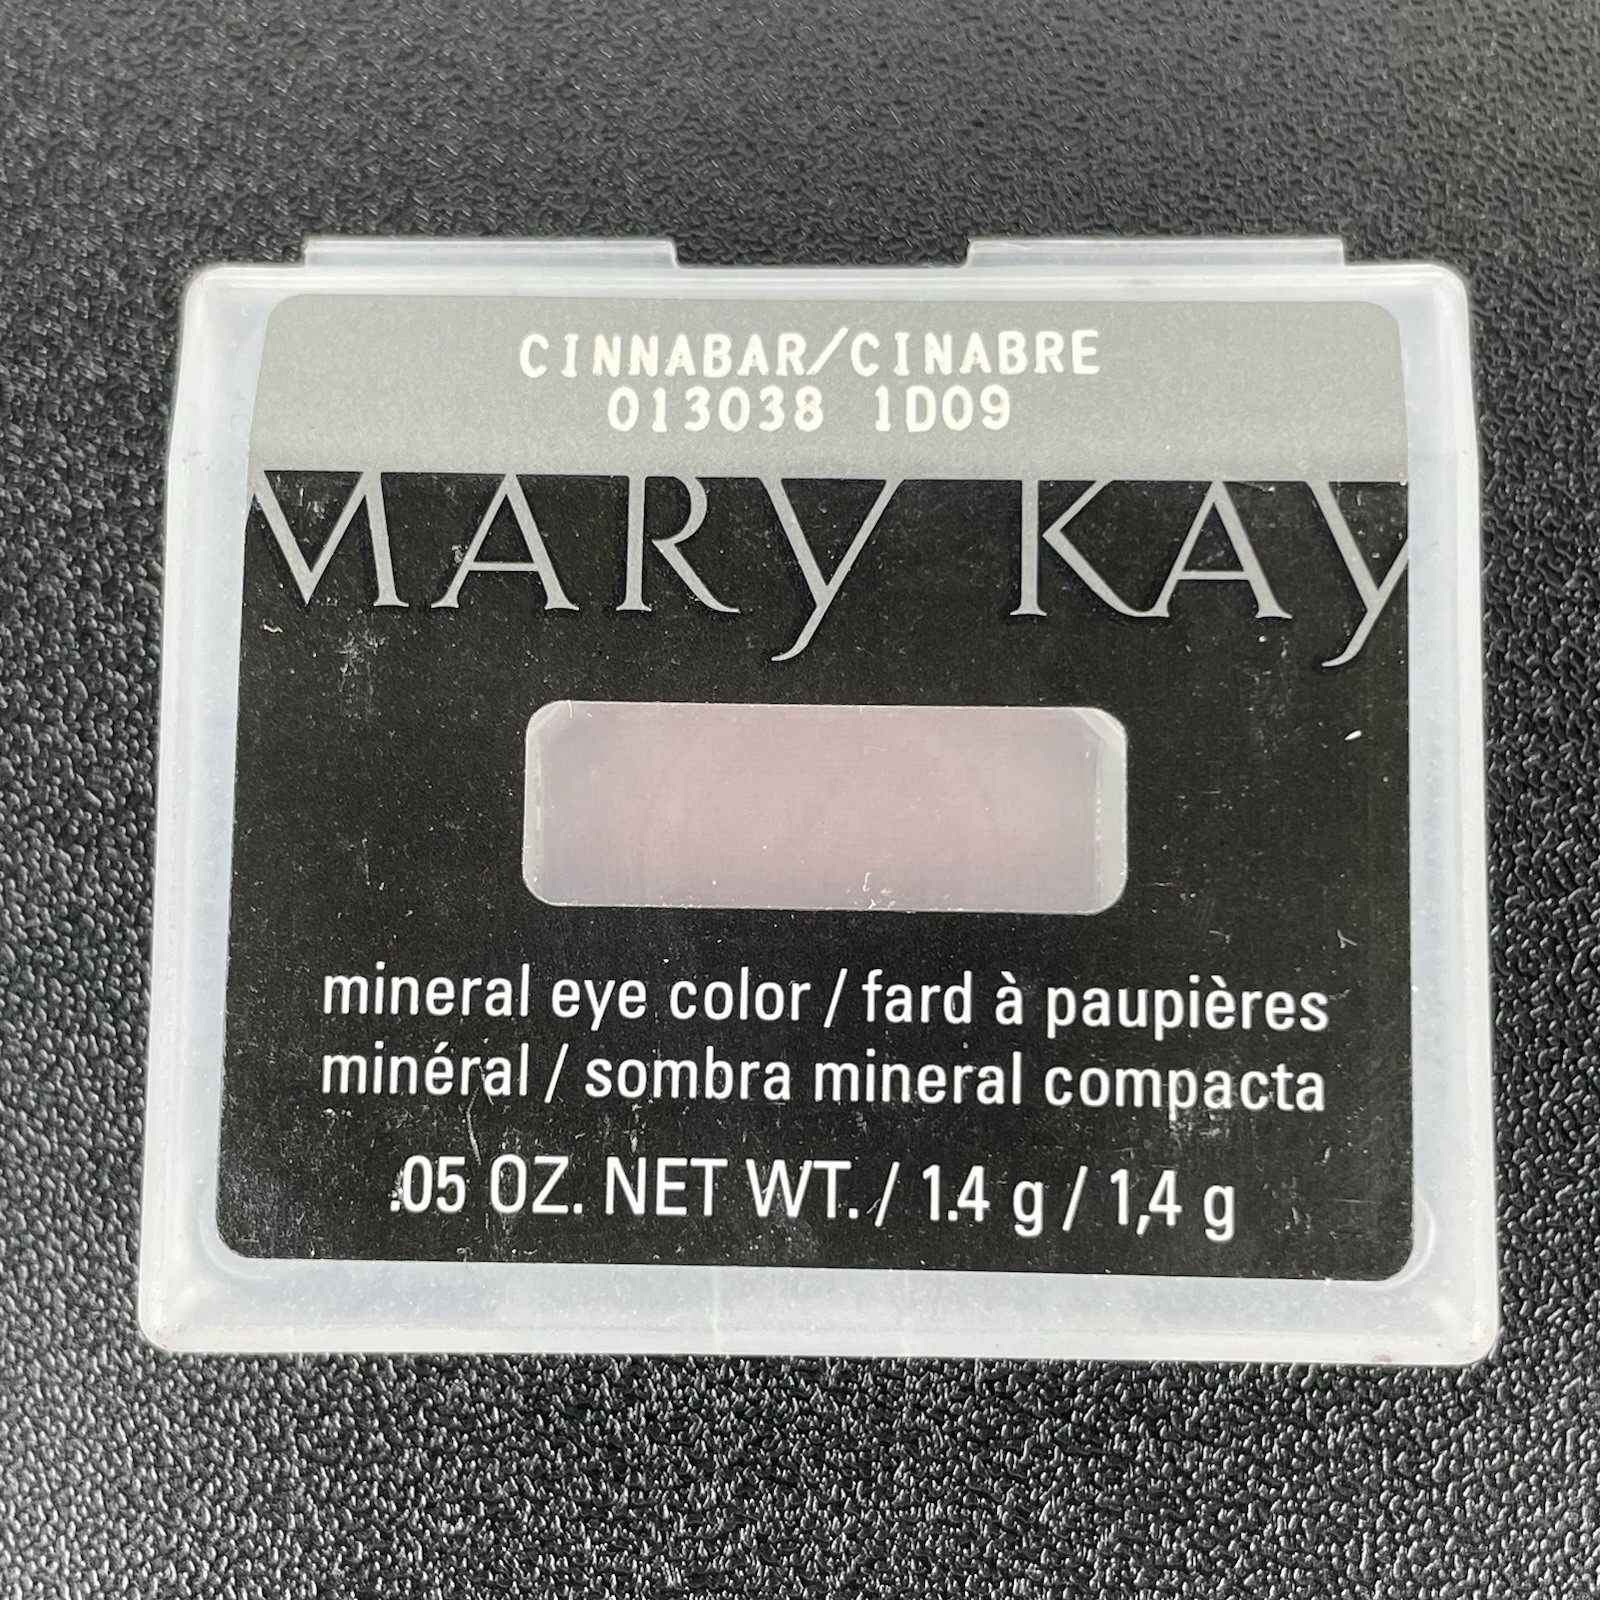 CINNABAR/CINABRE
013038 1D09
MARY KAY
mineral eye color / fard à paupières
minéral / sombra mineral compacta
.05 OZ. NET WT. / 1.4 g / 1,4 g